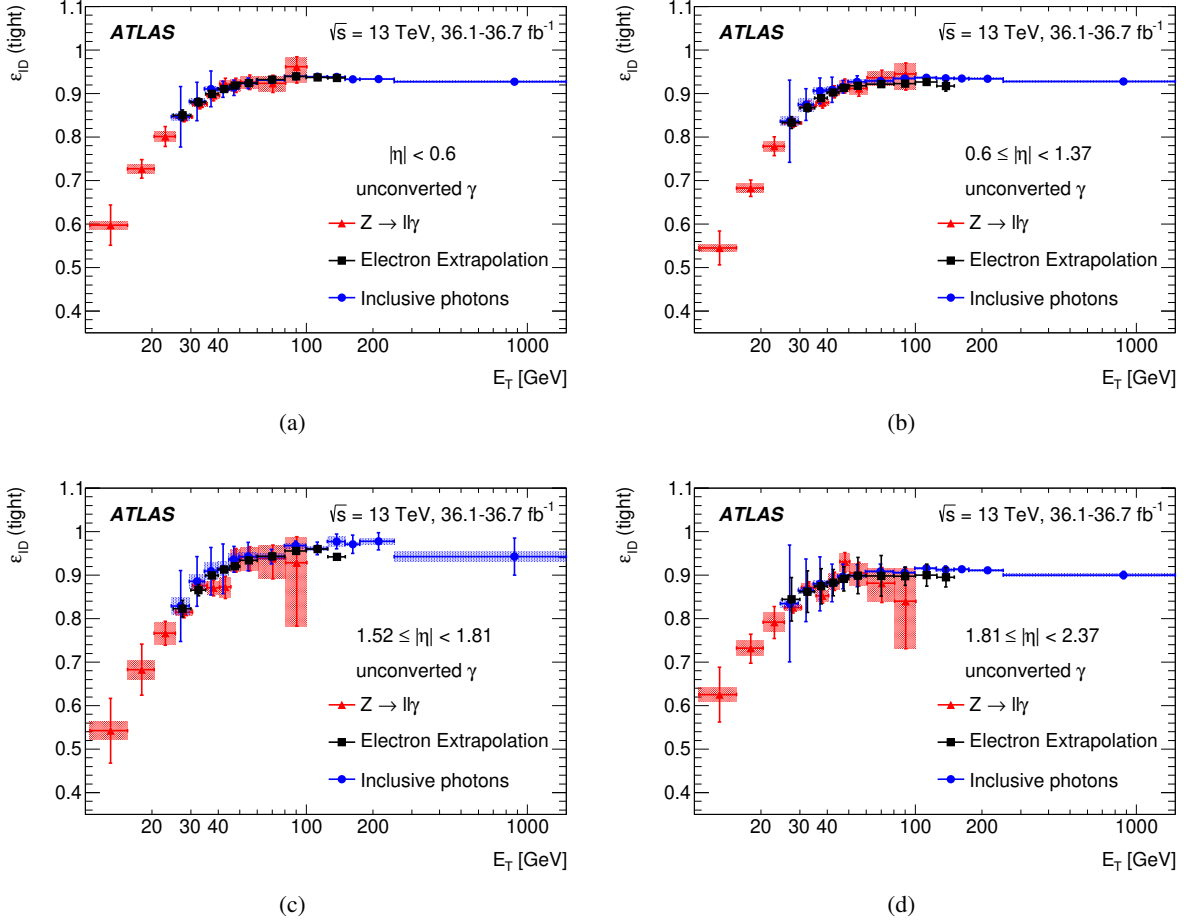 ε_ID (tight)
1.1
ATLAS
√s = 13 TeV, 36.1-36.7 fb⁻¹
1
0.9
0.8
|η| < 0.6
0.7
unconverted γ
Z → llγ
0.6
Electron Extrapolation
0.5
Inclusive photons
0.4
20 30 40 100 200 1000
E_T [GeV]
(a)
ε_ID (tight)
1.1
ATLAS
√s = 13 TeV, 36.1-36.7 fb⁻¹
1
0.9
0.8
0.6 ≤ |η| < 1.37
0.7
unconverted γ
Z → llγ
0.6
Electron Extrapolation
0.5
Inclusive photons
0.4
20 30 40 100 200 1000
E_T [GeV]
(b)
ε_ID (tight)
1.1
ATLAS
√s = 13 TeV, 36.1-36.7 fb⁻¹
1
0.9
0.8
1.52 ≤ |η| < 1.81
0.7
unconverted γ
Z → llγ
0.6
Electron Extrapolation
0.5
Inclusive photons
0.4
20 30 40 100 200 1000
E_T [GeV]
(c)
ε_ID (tight)
1.1
ATLAS
√s = 13 TeV, 36.1-36.7 fb⁻¹
1
0.9
0.8
1.81 ≤ |η| < 2.37
0.7
unconverted γ
Z → llγ
0.6
Electron Extrapolation
0.5
Inclusive photons
0.4
20 30 40 100 200 1000
E_T [GeV]
(d)